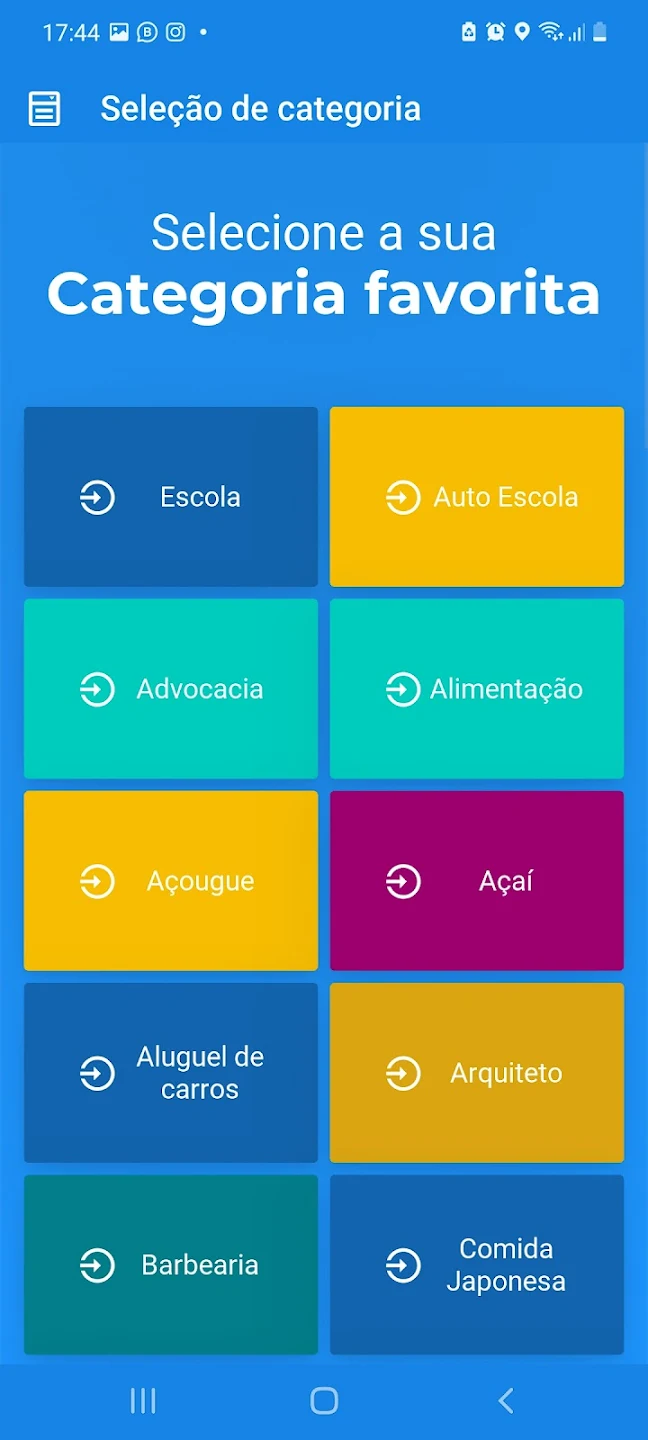 17:44
Seleção de categoria
Selecione a sua
Categoria favorita
Escola
Auto Escola
Advocacia
Alimentação
Açougue
Açaí
Aluguel de
carros
Arquiteto
Barbearia
Comida
Japonesa